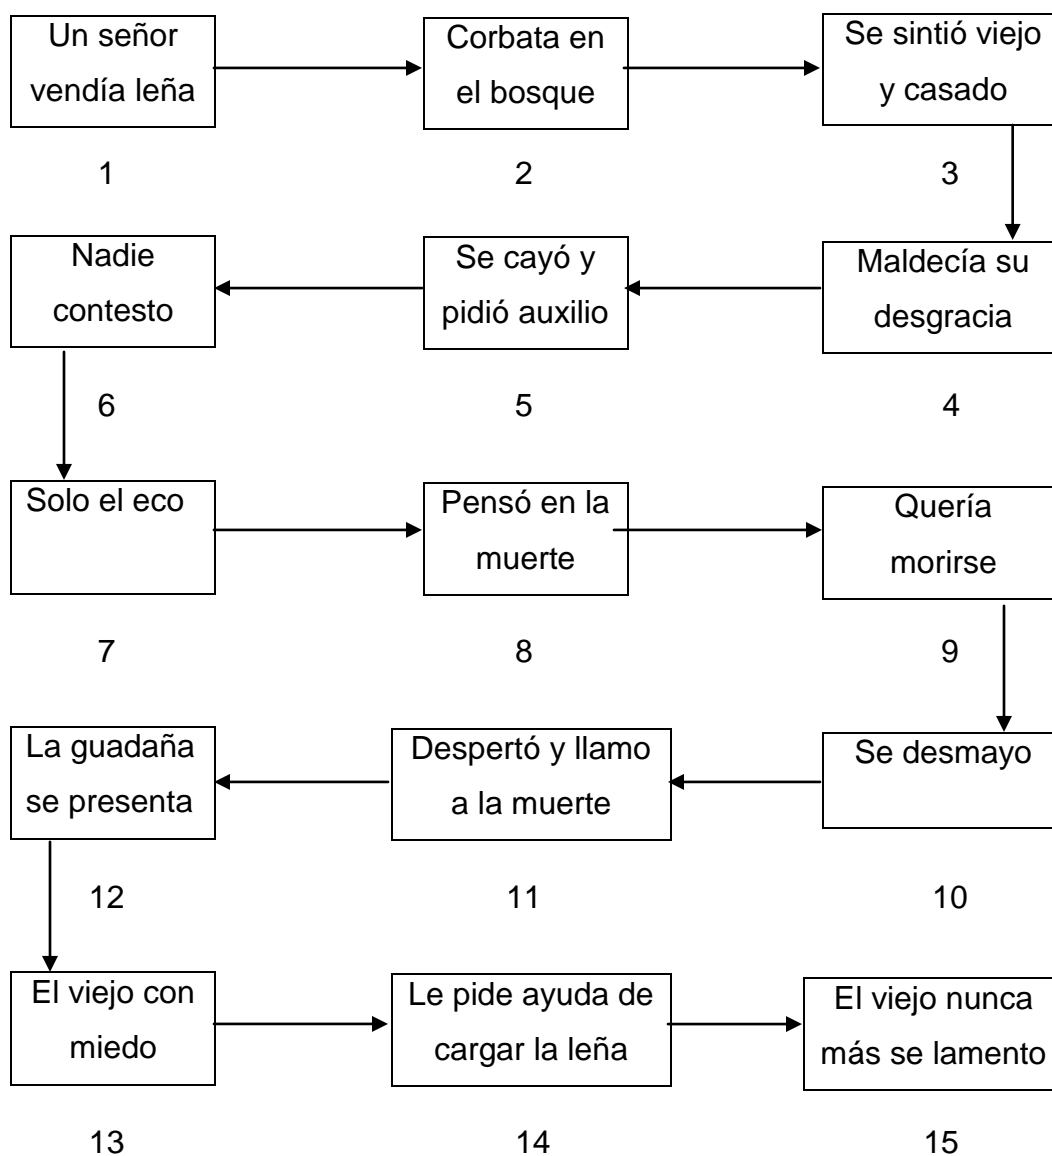 Un señor
vendía leña
Corbata en
el bosque
Se sintió viejo
y casado
1
2
3
Nadie
contesto
Se cayó y
pidió auxilio
Maldecía su
desgracia
6
5
4
Solo el eco
Pensó en la
muerte
Quería
morirse
7
8
9
La guadaña
se presenta
Despertó y llamo
a la muerte
Se desmayo
12
11
10
El viejo con
miedo
Le pide ayuda de
cargar la leña
El viejo nunca
más se lamento
13
14
15